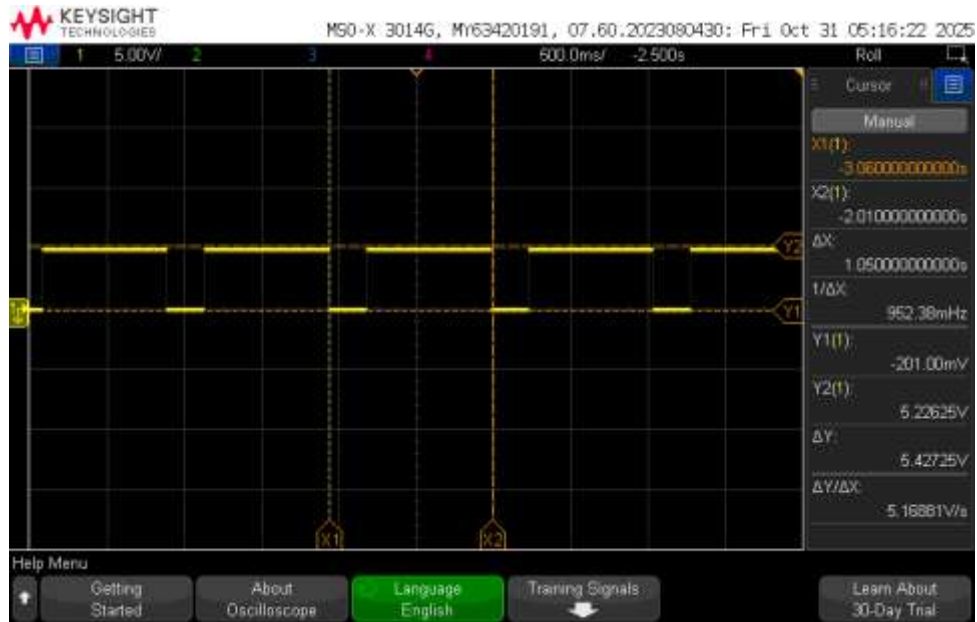 KEYSIGHT
TECHNOLOGIES
MSO-X 3014G, MY63420191, 07.60.2023090430: Fri Oct 31 05:16:22 2025
1 5.00V/ 2 3 4 600.0ms/ -2.500s Roll
Cursor
Manual
X1(1):
-3.060000000000s
X2(1):
-2.010000000000s
ΔX:
1.050000000000s
1/ΔX:
952.38mHz
Y1(1):
-201.00mV
Y2(1):
5.22625V
ΔY:
5.42725V
ΔY/ΔX:
5.16881V/s
Y2
Y1
X1
X2
Help Menu
Getting
Started
About
Oscilloscope
Language
English
Training Signals
Learn About
30-Day Trial